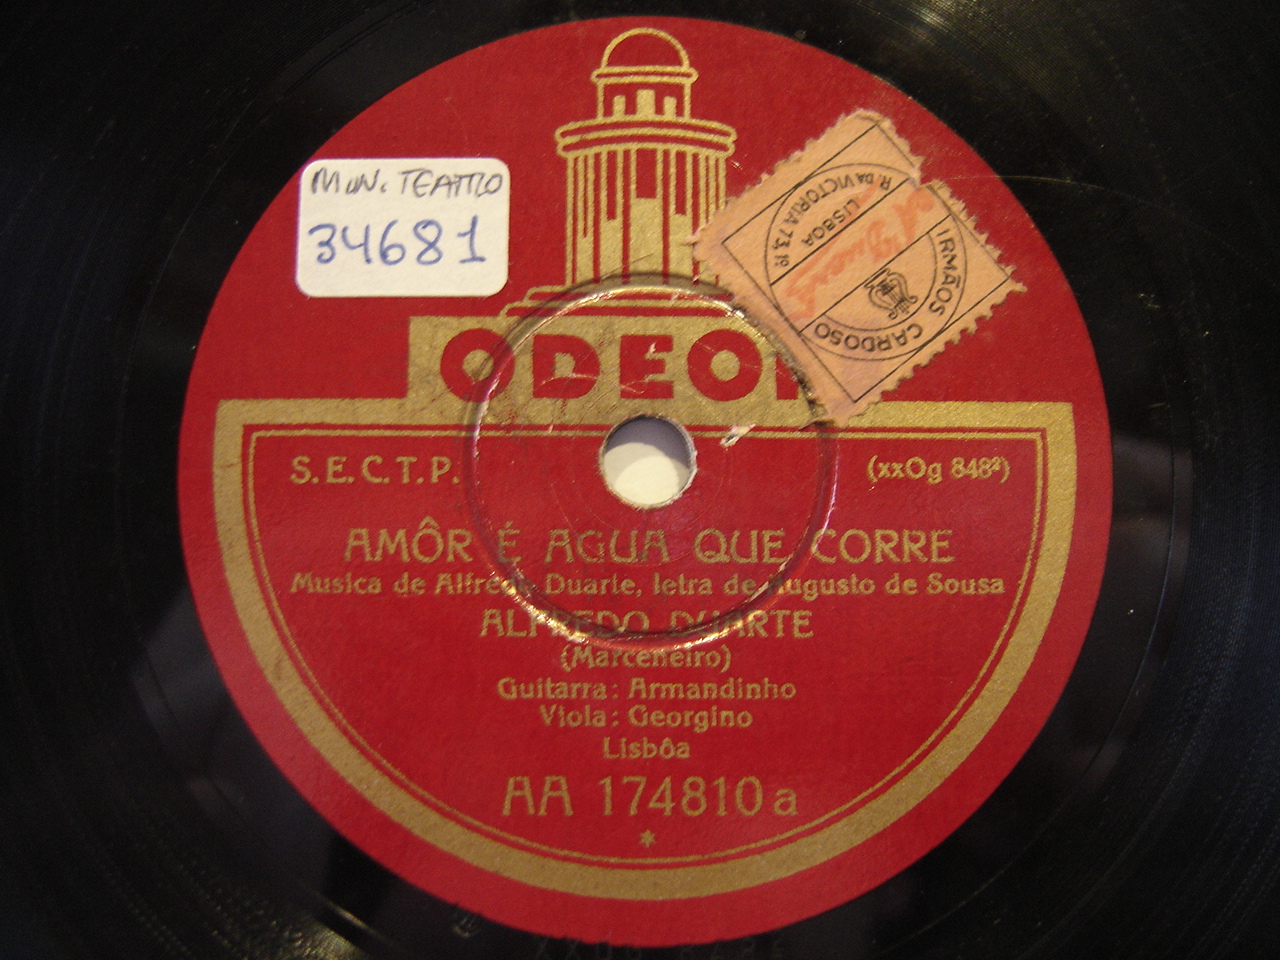 MUN. TEATRO
34681
IRMÃOS CARDOSO
R. DA VICTORIA, 73, 1º
LISBOA
ODEON
S.E.C.T.P.
(xxOg 848²)
AMÔR É AGUA QUE CORRE
Musica de Alfredo Duarte, letra de Augusto de Sousa
ALFREDO DUARTE
(Marceneiro)
Guitarra: Armandinho
Viola: Georgino
Lisbôa
AA 174810 a
*